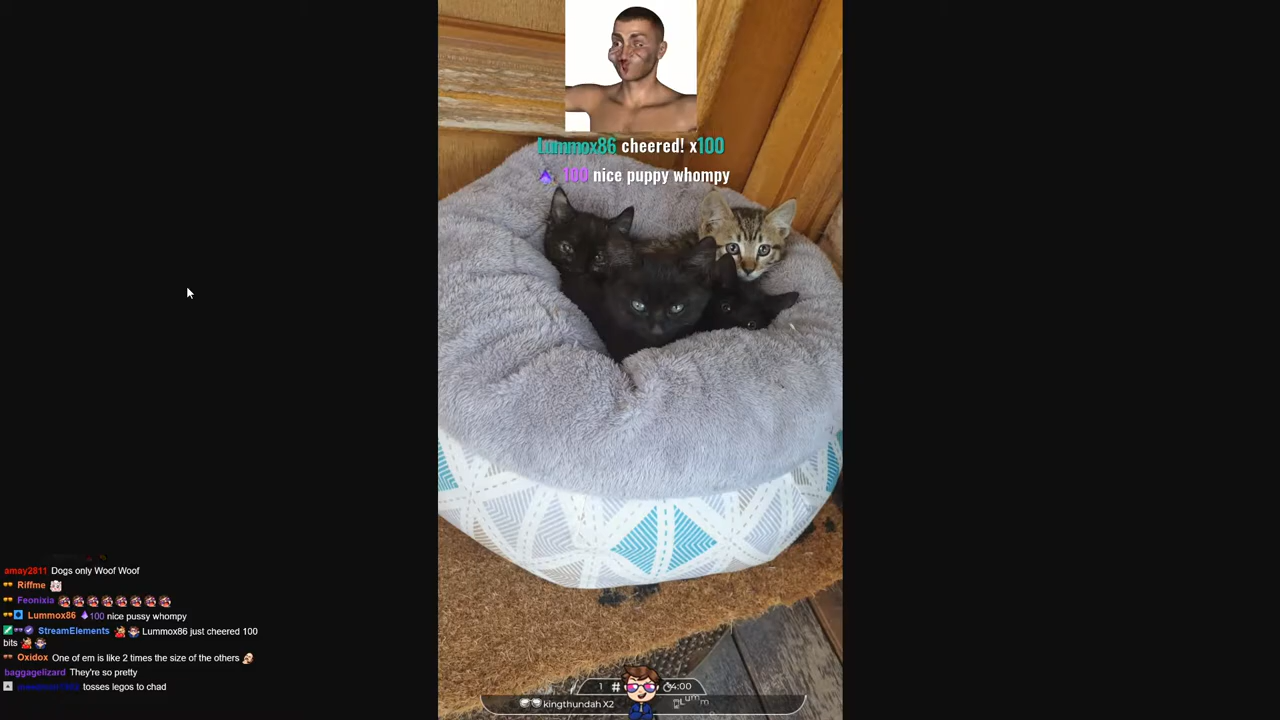 Lummox86 cheered! x100
100 nice puppy whompy
amay2811 Dogs only Woof Woof
Riffme
Feonixia
Lummox86 100 nice pussy whompy
StreamElements Lummox86 just cheered 100
bits
Oxidox One of em is like 2 times the size of the others
baggagelizard They're so pretty
tosses legos to chad
1 # 4:00
kingthundah X2 Lumm